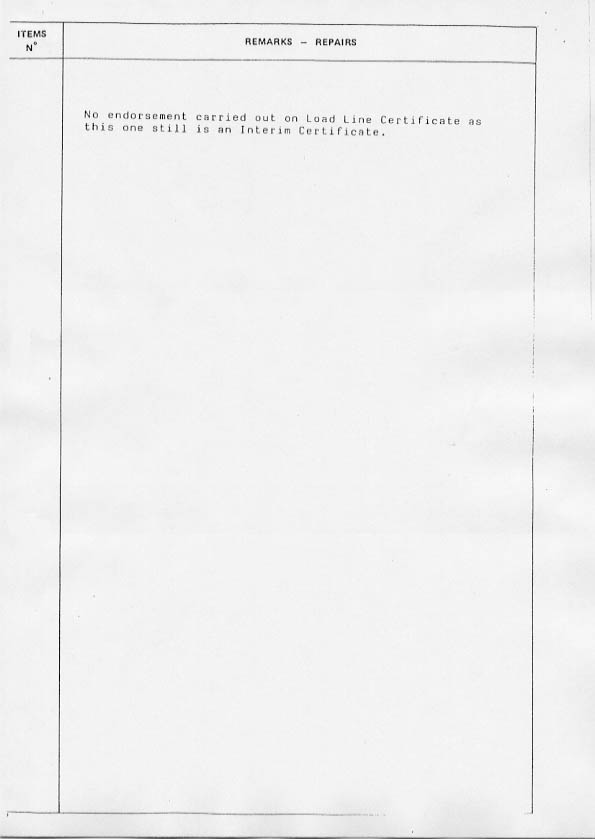 ITEMS
N°
REMARKS – REPAIRS
No endorsement carried out on Load Line Certificate as
this one still is an Interim Certificate.